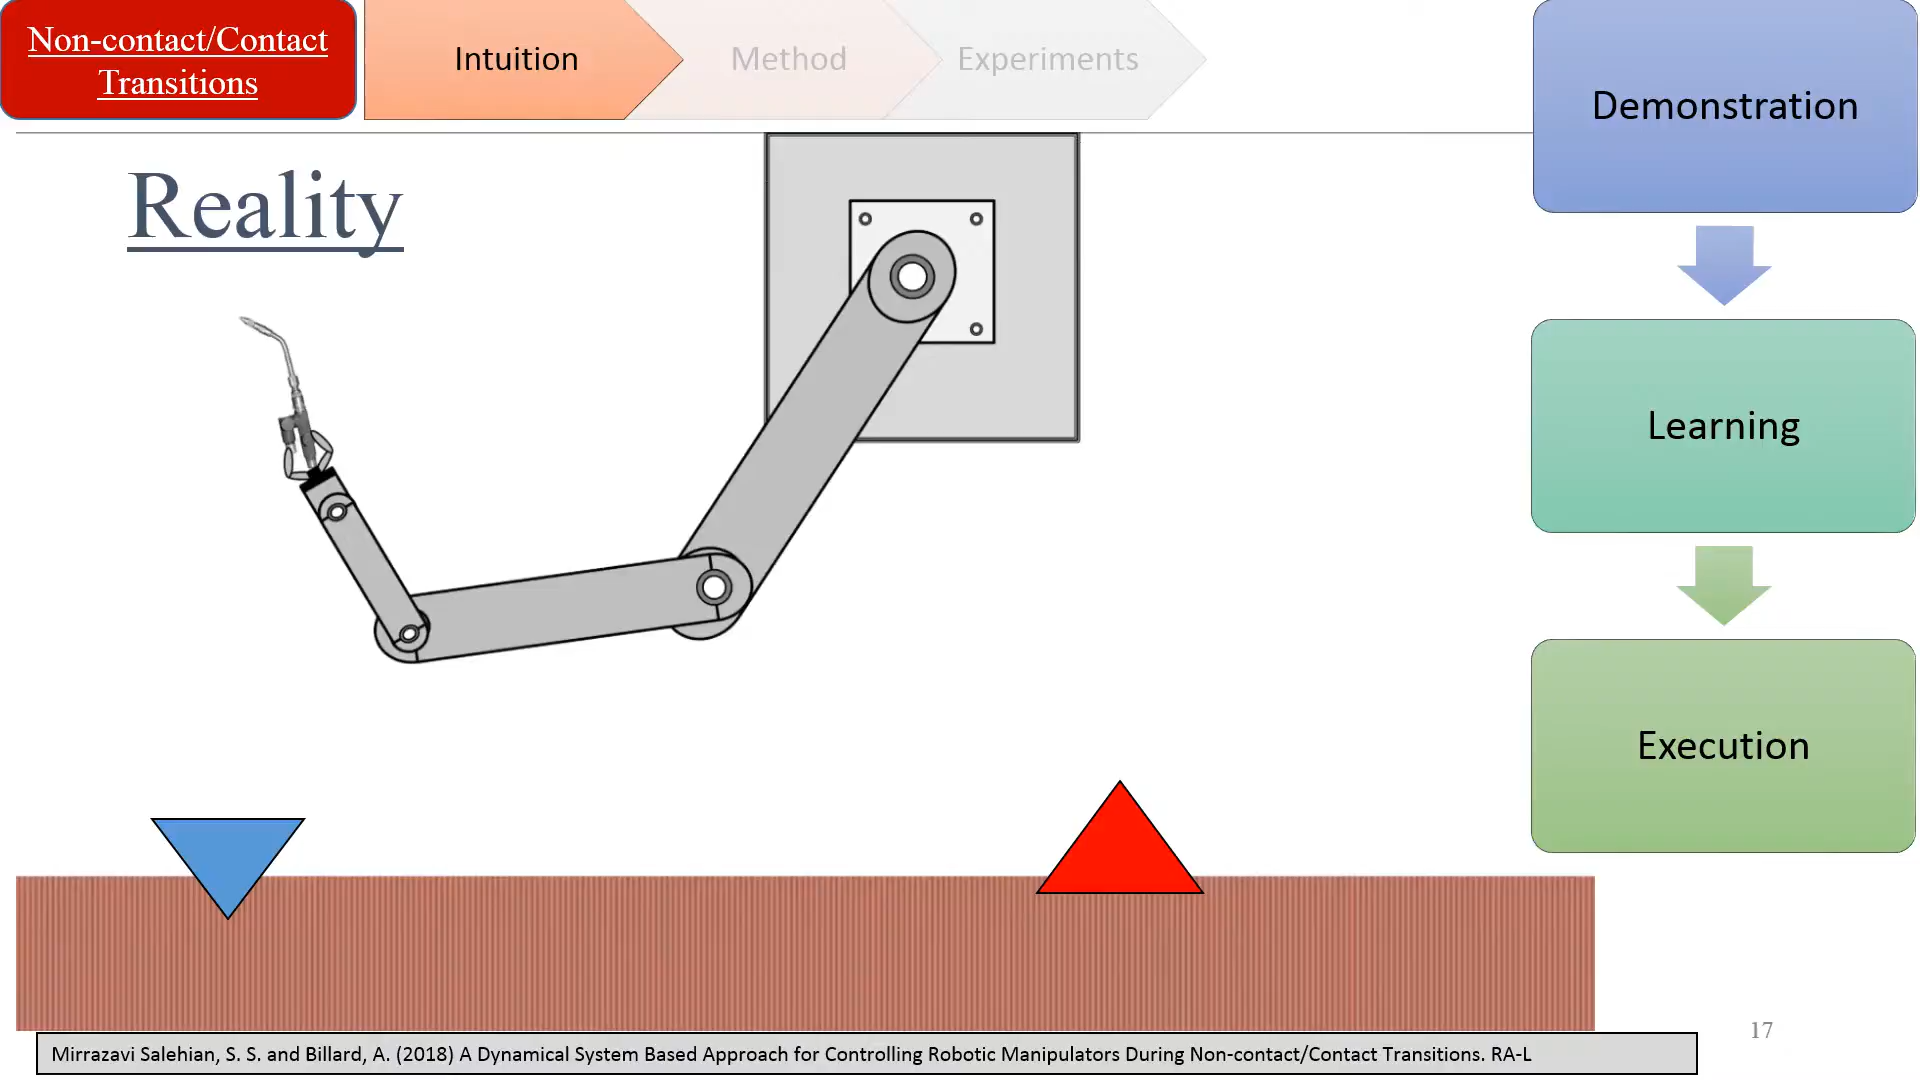 Non-contact/Contact
Transitions
Intuition
Method
Experiments
Demonstration
Reality
Learning
Execution
17
Mirrazavi Salehian, S. S. and Billard, A. (2018) A Dynamical System Based Approach for Controlling Robotic Manipulators During Non-contact/Contact Transitions. RA-L